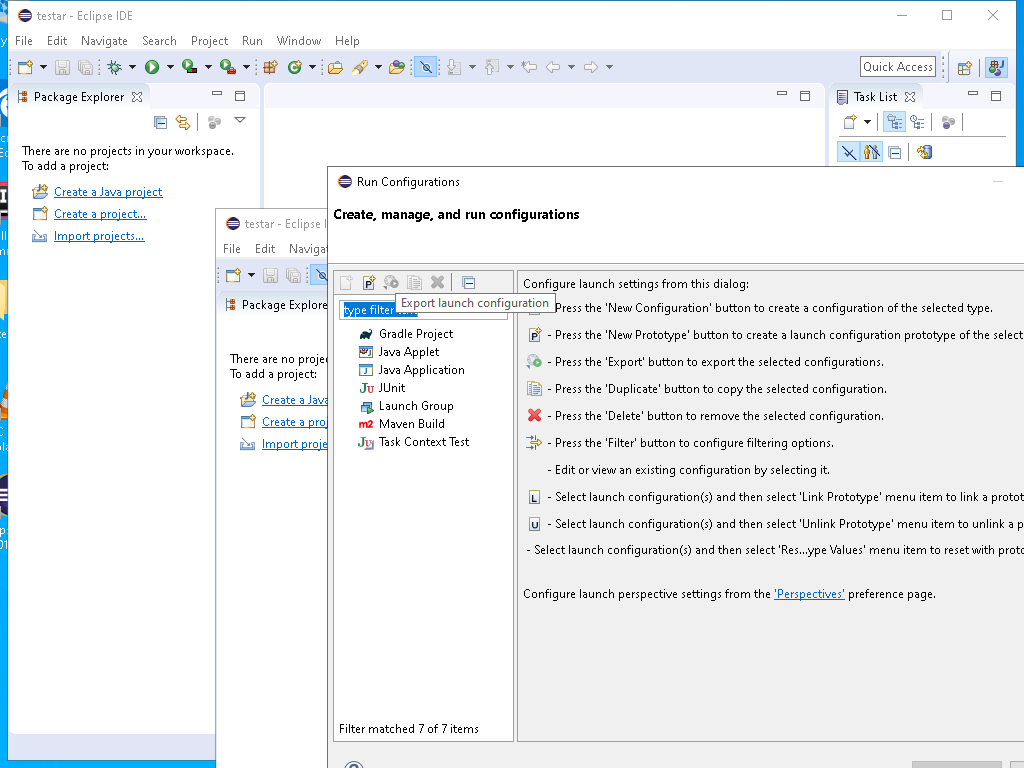 testar - Eclipse IDE
File Edit Navigate Search Project Run Window Help
Quick Access
Package Explorer
Task List
There are no projects in your workspace.
To add a project:
Create a Java project
Create a project...
Import projects...
testar - Eclipse I
File Edit Navigat
Package Explore
There are no projec
To add a project:
Create a Java
Create a proj
Import proje
Run Configurations
Create, manage, and run configurations
Export launch configuration
type filter
Gradle Project
Java Applet
Java Application
JUnit
Launch Group
Maven Build
Task Context Test
Filter matched 7 of 7 items
Configure launch settings from this dialog:
Press the 'New Configuration' button to create a configuration of the selected type.
- Press the 'New Prototype' button to create a launch configuration prototype of the select
- Press the 'Export' button to export the selected configurations.
- Press the 'Duplicate' button to copy the selected configuration.
- Press the 'Delete' button to remove the selected configuration.
- Press the 'Filter' button to configure filtering options.
- Edit or view an existing configuration by selecting it.
- Select launch configuration(s) and then select 'Link Prototype' menu item to link a protot
- Select launch configuration(s) and then select 'Unlink Prototype' menu item to unlink a p
- Select launch configuration(s) and then select 'Res...ype Values' menu item to reset with proto
Configure launch perspective settings from the 'Perspectives' preference page.